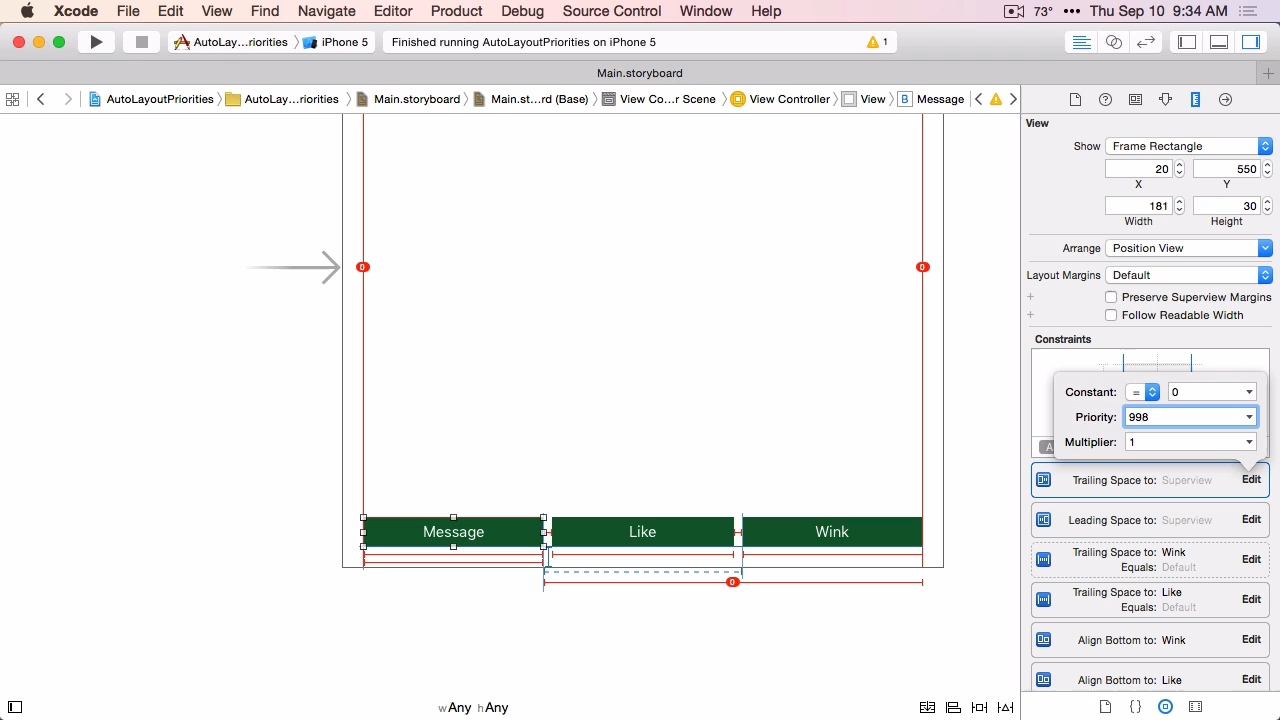 Xcode File Edit View Find Navigate Editor Product Debug Source Control Window Help 73° ••• Thu Sep 10 9:34 AM
AutoLay...riorities iPhone 5 Finished running AutoLayoutPriorities on iPhone 5 1
Main.storyboard
AutoLayoutPriorities AutoLay...riorities Main.storyboard Main.st...rd (Base) View Co...r Scene View Controller View B Message
View
Show Frame Rectangle
20 550
X Y
181 30
Width Height
Arrange Position View
Layout Margins Default
Preserve Superview Margins
Follow Readable Width
Constraints
0 0
Constant: = 0
Priority: 998
Multiplier: 1
Trailing Space to: Superview Edit
Leading Space to: Superview Edit
Message Like Wink
Trailing Space to: Wink
Equals: Default Edit
0
Trailing Space to: Like
Equals: Default Edit
Align Bottom to: Wink Edit
Align Bottom to: Like Edit
wAny hAny